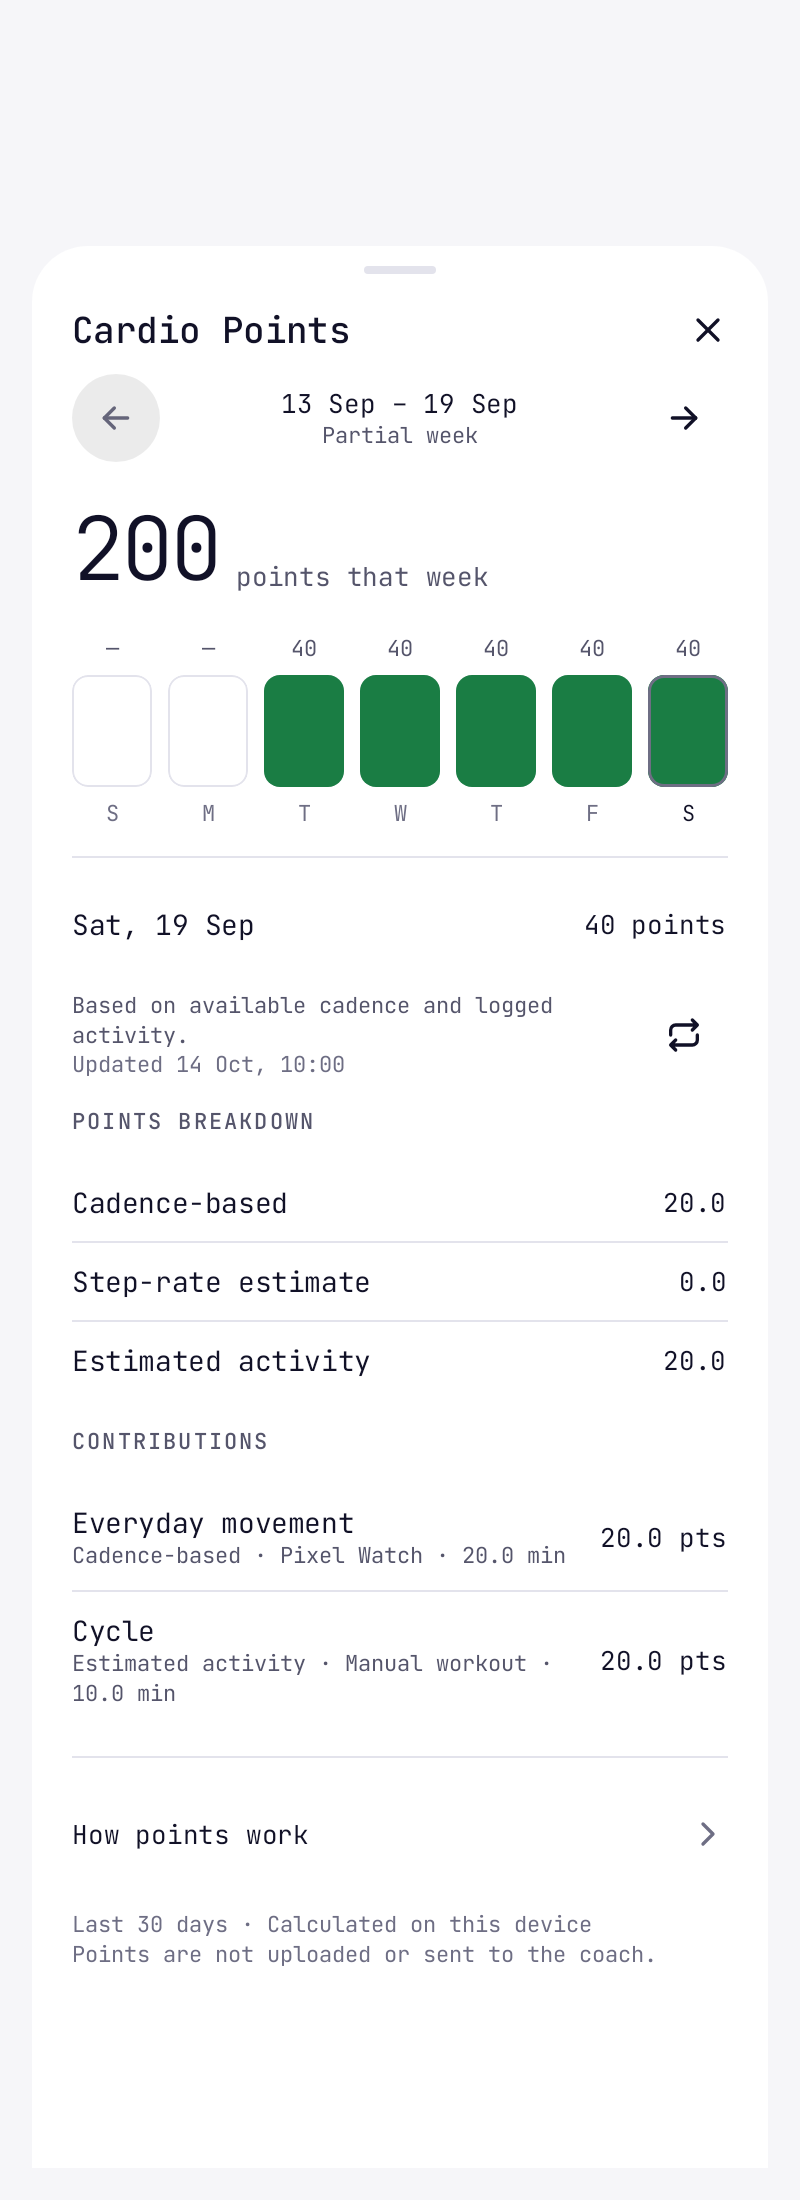 Cardio Points
13 Sep – 19 Sep
Partial week
200 points that week
— — 40 40 40 40 40
S M T W T F S
Sat, 19 Sep 40 points
Based on available cadence and logged
activity.
Updated 14 Oct, 10:00
POINTS BREAKDOWN
Cadence-based 20.0
Step-rate estimate 0.0
Estimated activity 20.0
CONTRIBUTIONS
Everyday movement
Cadence-based · Pixel Watch · 20.0 min 20.0 pts
Cycle
Estimated activity · Manual workout · 20.0 pts
10.0 min
How points work
Last 30 days · Calculated on this device
Points are not uploaded or sent to the coach.